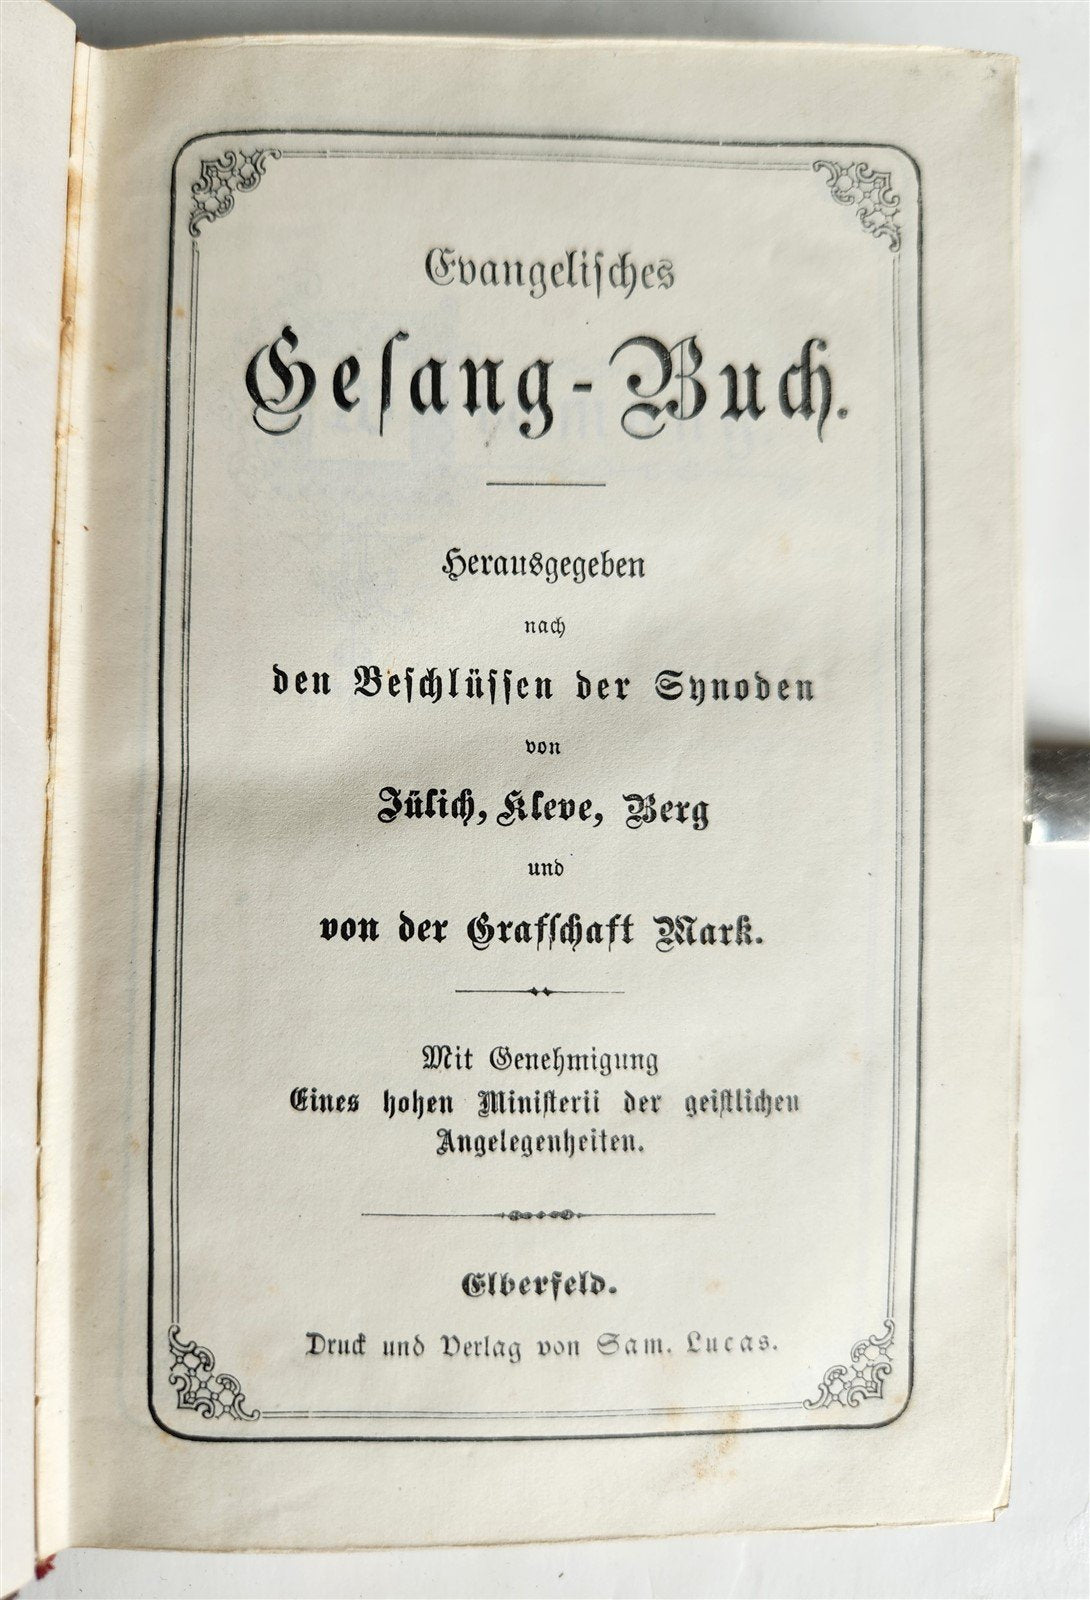 Evangeliſches
Geſang-Buch.
Herausgegeben
nach
den Beſchlüſſen der Synoden
von
Jülich, Kleve, Berg
und
von der Grafſchaft Mark.
Mit Genehmigung
Eines hohen Miniſterii der geiſtlichen
Angelegenheiten.
Elberfeld.
Druck und Verlag von Sam. Lucas.